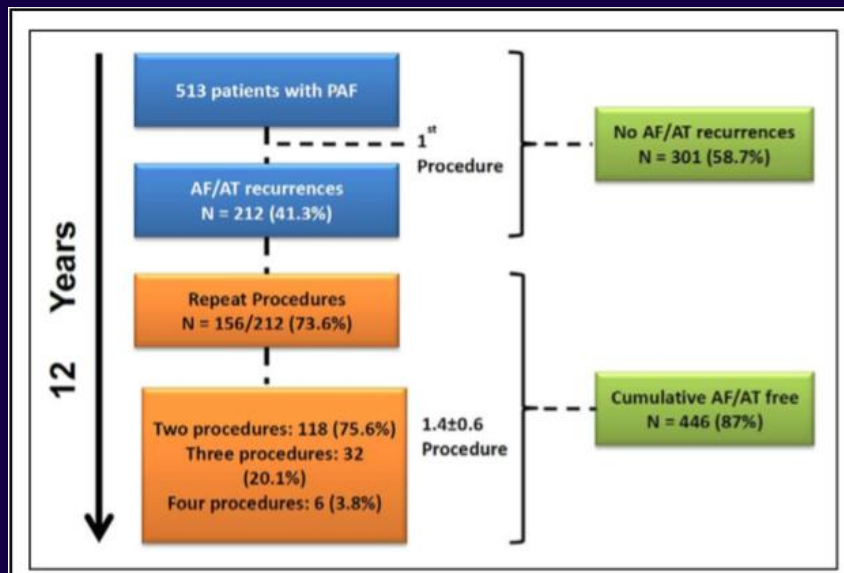 12 Years
513 patients with PAF
1st
Procedure
No AF/AT recurrences
N = 301 (58.7%)
AF/AT recurrences
N = 212 (41.3%)
Repeat Procedures
N = 156/212 (73.6%)
Two procedures: 118 (75.6%)
Three procedures: 32
(20.1%)
Four procedures: 6 (3.8%)
1.4±0.6
Procedure
Cumulative AF/AT free
N = 446 (87%)